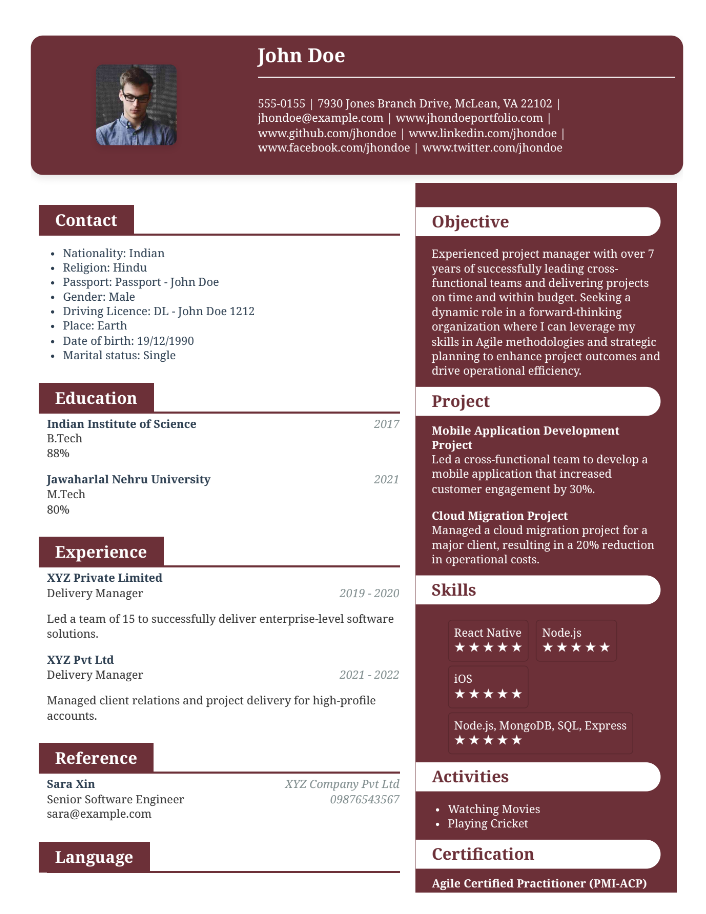 John Doe
555-0155 | 7930 Jones Branch Drive, McLean, VA 22102 |
jhondoe@example.com | www.jhondoeportfolio.com |
www.github.com/jhondoe | www.linkedin.com/jhondoe |
www.facebook.com/jhondoe | www.twitter.com/jhondoe
Contact
• Nationality: Indian
• Religion: Hindu
• Passport: Passport - John Doe
• Gender: Male
• Driving Licence: DL - John Doe 1212
• Place: Earth
• Date of birth: 19/12/1990
• Marital status: Single
Education
Indian Institute of Science 2017
B.Tech
88%
Jawaharlal Nehru University 2021
M.Tech
80%
Experience
XYZ Private Limited
Delivery Manager 2019 - 2020
Led a team of 15 to successfully deliver enterprise-level software
solutions.
XYZ Pvt Ltd
Delivery Manager 2021 - 2022
Managed client relations and project delivery for high-profile
accounts.
Reference
Sara Xin XYZ Company Pvt Ltd
Senior Software Engineer 09876543567
sara@example.com
Language
Objective
Experienced project manager with over 7
years of successfully leading cross-
functional teams and delivering projects
on time and within budget. Seeking a
dynamic role in a forward-thinking
organization where I can leverage my
skills in Agile methodologies and strategic
planning to enhance project outcomes and
drive operational efficiency.
Project
Mobile Application Development
Project
Led a cross-functional team to develop a
mobile application that increased
customer engagement by 30%.
Cloud Migration Project
Managed a cloud migration project for a
major client, resulting in a 20% reduction
in operational costs.
Skills
React Native Node.js
★★★★★ ★★★★★
iOS
★★★★★
Node.js, MongoDB, SQL, Express
★★★★★
Activities
• Watching Movies
• Playing Cricket
Certification
Agile Certified Practitioner (PMI-ACP)